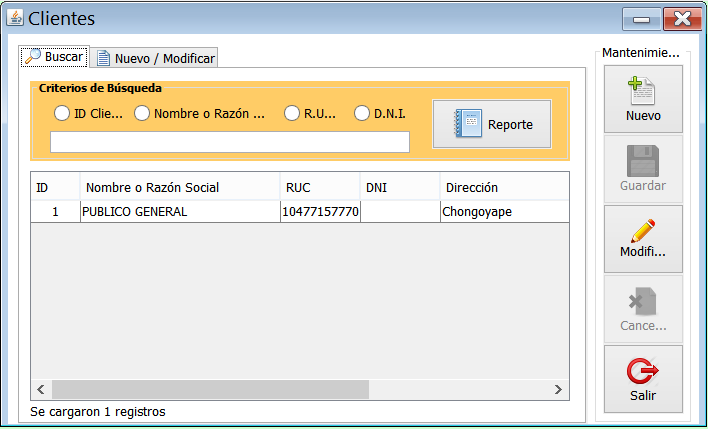 Clientes
Buscar
Nuevo / Modificar
Criterios de Búsqueda
ID Clie...
Nombre o Razón ...
R.U...
D.N.I.
Reporte
ID Nombre o Razón Social RUC DNI Dirección
1 PUBLICO GENERAL 10477157770 Chongoyape
Se cargaron 1 registros
Mantenimie...
Nuevo
Guardar
Modifi...
Cance...
Salir